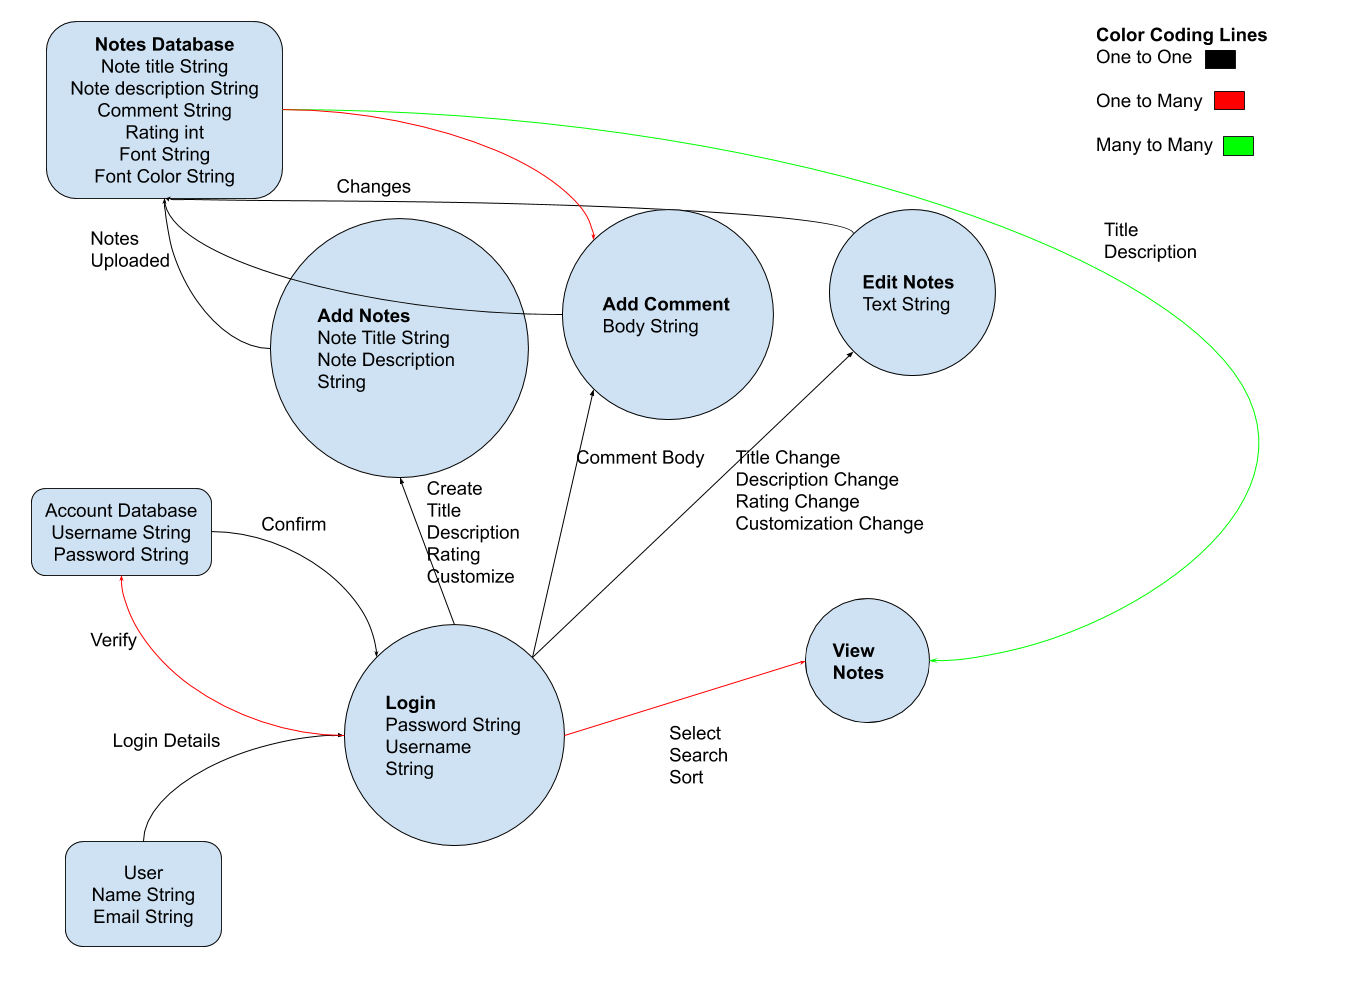 Notes Database
Note title String
Note description String
Comment String
Rating int
Font String
Font Color String
Color Coding Lines
One to One
One to Many
Many to Many
Changes
Notes
Uploaded
Title
Description
Add Notes
Note Title String
Note Description
String
Add Comment
Body String
Edit Notes
Text String
Comment Body
Title Change
Description Change
Rating Change
Customization Change
Create
Title
Description
Rating
Customize
Account Database
Username String
Password String
Confirm
Verify
Login Details
Login
Password String
Username
String
View
Notes
Select
Search
Sort
User
Name String
Email String